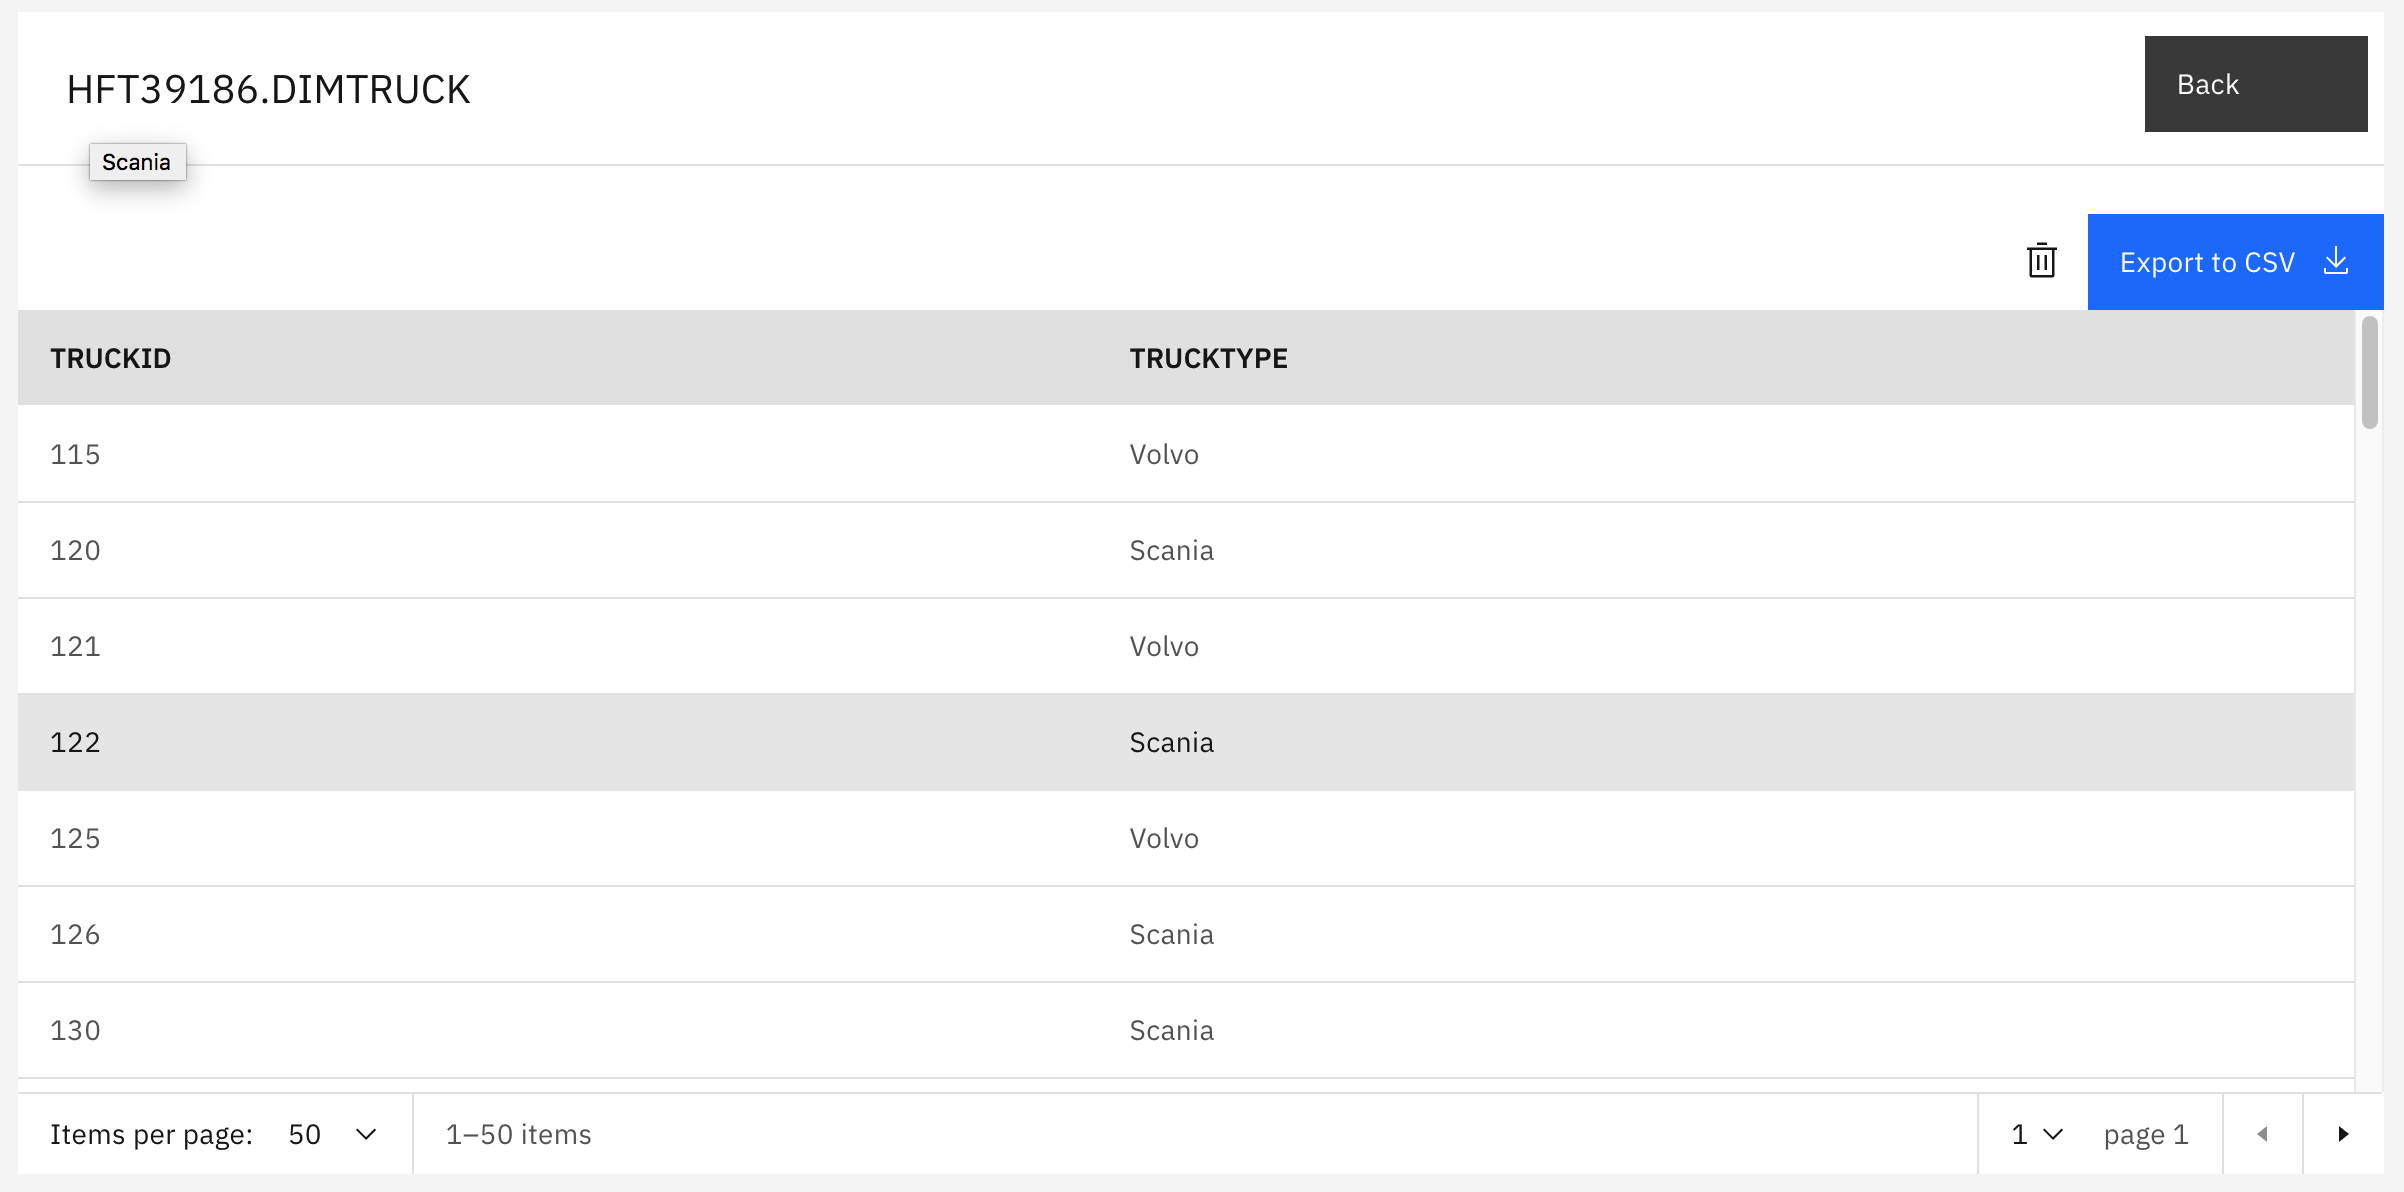 HFT39186.DIMTRUCK
Back
Scania
Export to CSV
TRUCKID TRUCKTYPE
115 Volvo
120 Scania
121 Volvo
122 Scania
125 Volvo
126 Scania
130 Scania
Items per page: 50 1–50 items 1 page 1